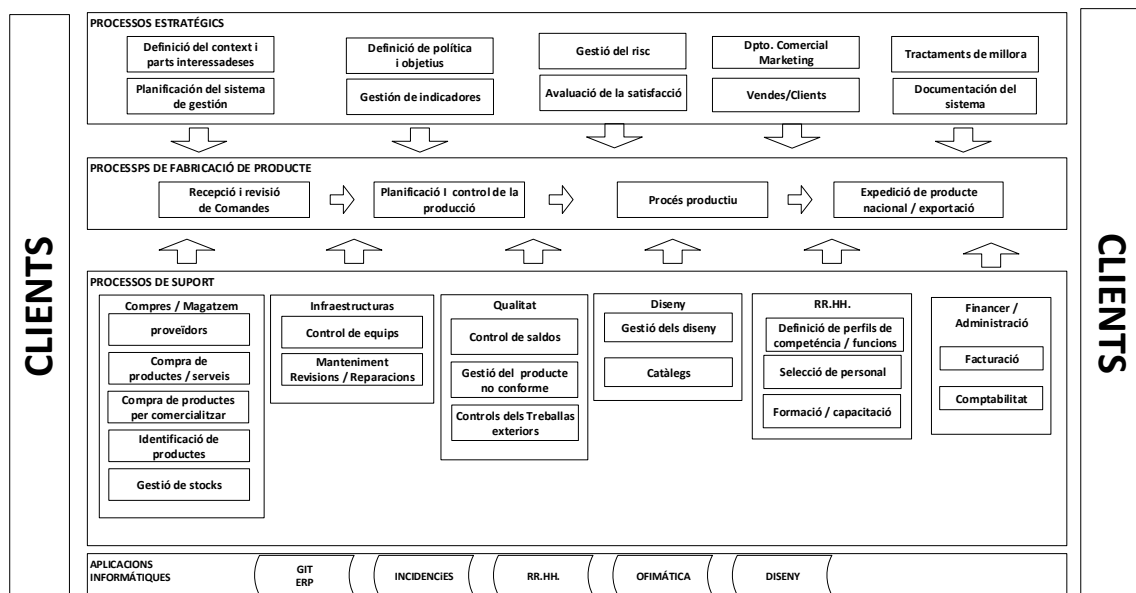 CLIENTS
PROCESSOS ESTRATÉGICS
Definició del context i
parts interessadeses
Definició de política
i objetius
Gestió del risc
Dpto. Comercial
Marketing
Tractaments de millora
Planificación del sistema
de gestión
Gestión de indicadores
Avaluació de la satisfacció
Vendes/Clients
Documentación del
sistema
PROCESSPS DE FABRICACIÓ DE PRODUCTE
Recepció i revisió
de Comandes
Planificació I control de la
producció
Procés productiu
Expedició de producte
nacional / exportació
PROCESSOS DE SUPORT
Compres / Magatzem
proveïdors
Compra de
productes / serveis
Compra de productes
per comercialitzar
Identificació de
productes
Gestió de stocks
Infraestructuras
Control de equips
Manteniment
Revisions / Reparacions
Qualitat
Control de saldos
Gestió del producte
no conforme
Controls dels Treballas
exteriors
Diseny
Gestió dels diseny
Catàlegs
RR.HH.
Definició de perfils de
competéncia / funcions
Selecció de personal
Formació / capacitació
Financer /
Administració
Facturació
Comptabilitat
APLICACIONS
INFORMÁTIQUES
GIT
ERP
INCIDENCiES
RR.HH.
OFIMÁTICA
DISENY
CLIENTS